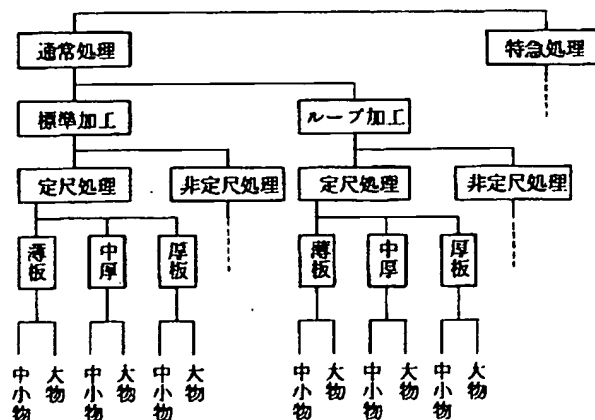 通常処理
特急処理
標準加工
ループ加工
定尺処理
非定尺処理
定尺処理
非定尺処理
薄板
中厚
厚板
薄板
中厚
厚板
中小物
大物
中小物
大物
中小物
大物
中小物
大物
中小物
大物
中小物
大物